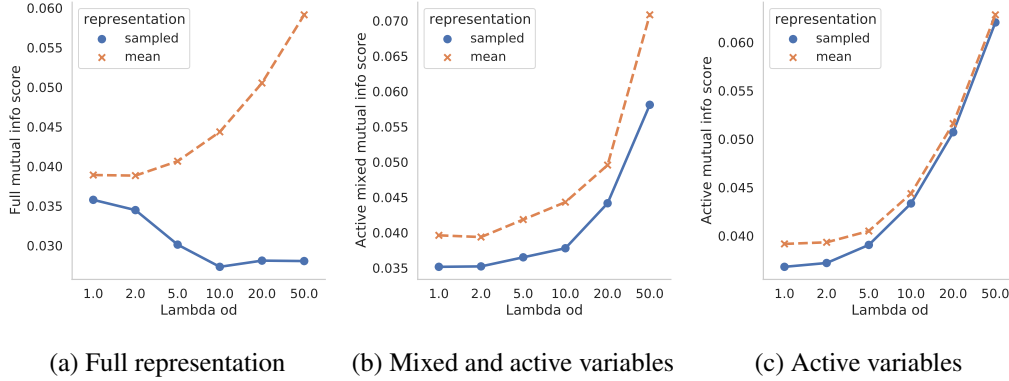 0.060
0.055
0.050
0.045
0.040
0.035
0.030
Full mutual info score
representation
sampled
mean
1.0 2.0 5.0 10.0 20.0 50.0
Lambda od
(a) Full representation
0.070
0.065
0.060
0.055
0.050
0.045
0.040
0.035
Active mixed mutual info score
representation
sampled
mean
1.0 2.0 5.0 10.0 20.0 50.0
Lambda od
(b) Mixed and active variables
0.060
0.055
0.050
0.045
0.040
Active mutual info score
representation
sampled
mean
1.0 2.0 5.0 10.0 20.0 50.0
Lambda od
(c) Active variables